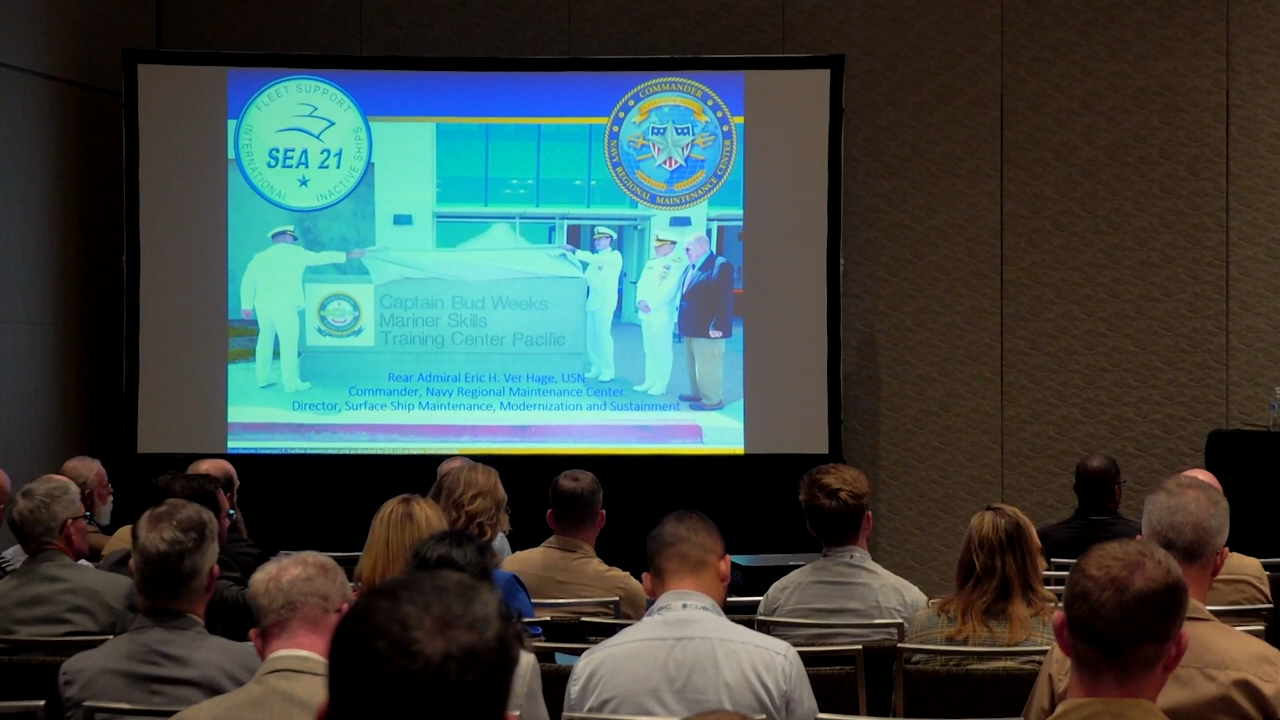 FLEET SUPPORT
INTERNATIONAL
SEA 21
INACTIVE SHIPS
COMMANDER
NAVY REGIONAL MAINTENANCE CENTER
Captain Bud Weeks
Mariner Skills
Training Center Pacific
Rear Admiral Eric H. Ver Hage, USN
Commander, Navy Regional Maintenance Center
Director, Surface Ship Maintenance, Modernization and Sustainment